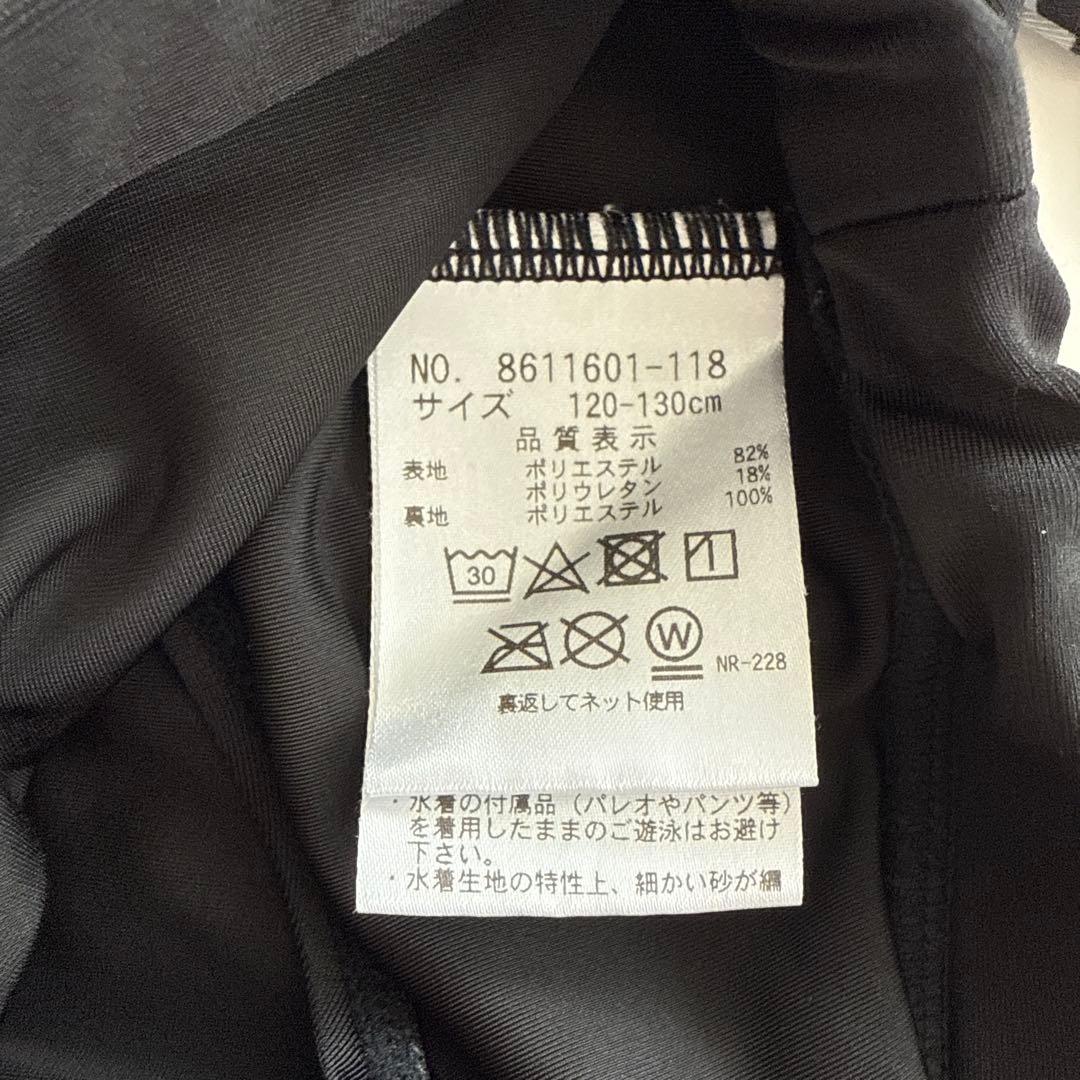 NO. 8611601-118
サイズ 120-130cm
品質表示
表地 ポリエステル 82%
ポリウレタン 18%
裏地 ポリエステル 100%
30
W
NR-228
裏返してネット使用
・水着の付属品(パレオやパンツ等)
を着用したままのご遊泳はお避け
下さい。
・水着生地の特性上、細かい砂が繊